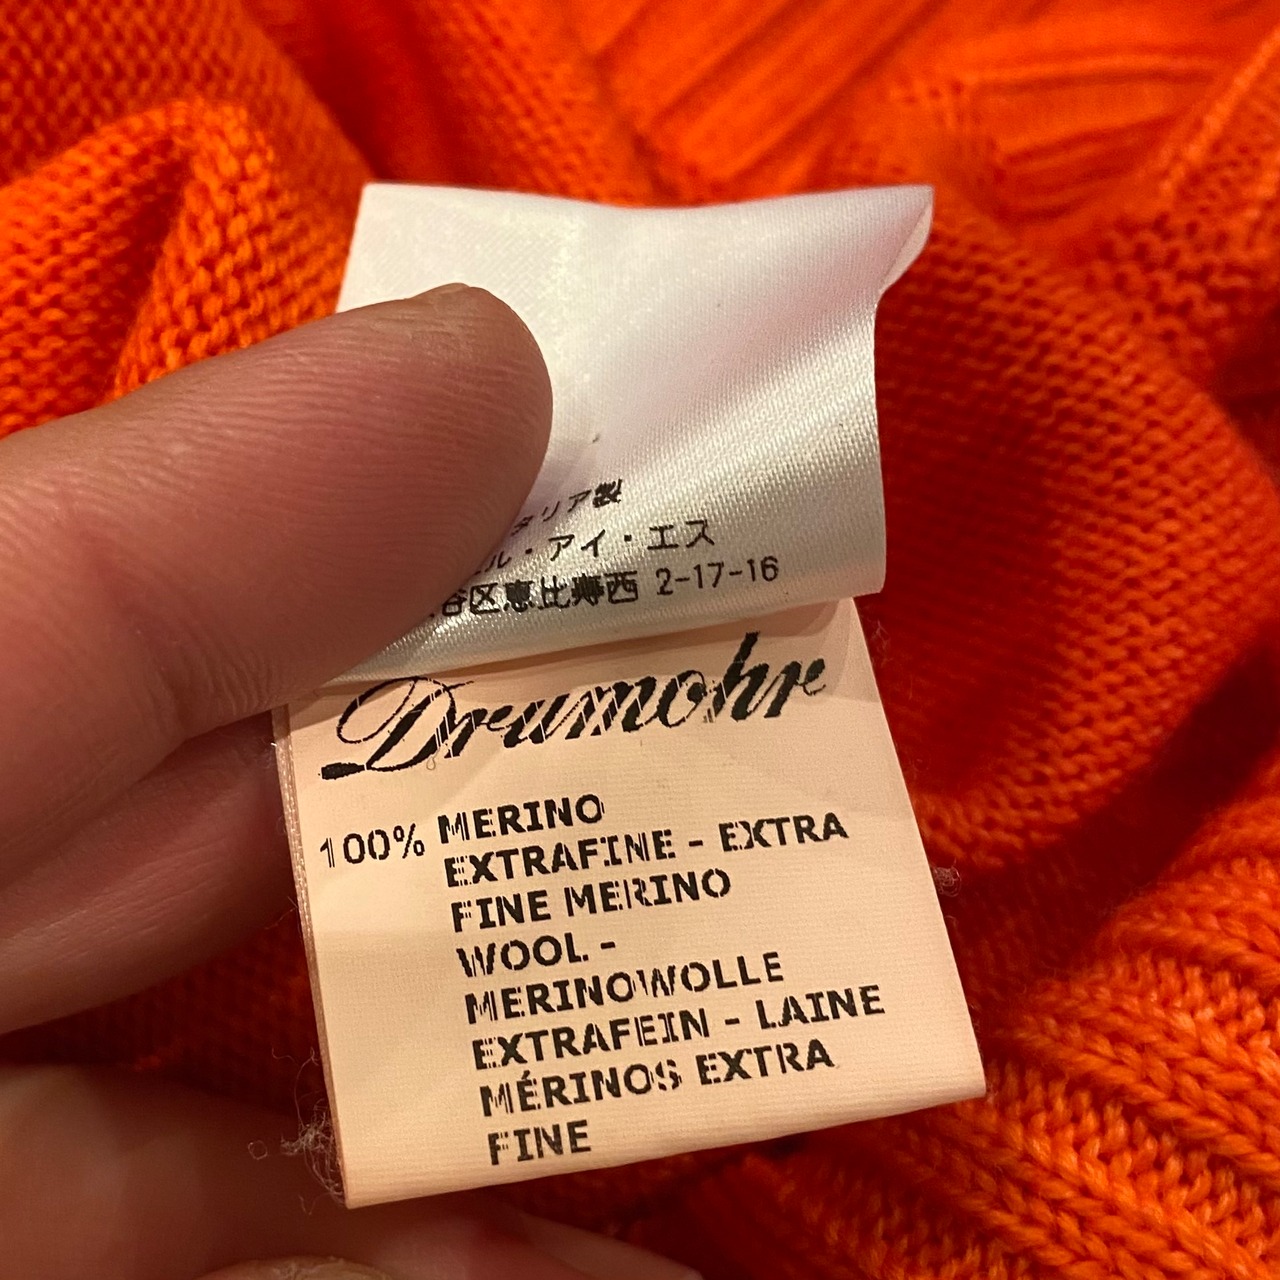 タリア製
ル・アイ・エス
谷区恵比寿西 2-17-16
Drumohr
100% MERINO
EXTRAFINE - EXTRA
FINE MERINO
WOOL -
MERINOWOLLE
EXTRAFEIN - LAINE
MÉRINOS EXTRA
FINE